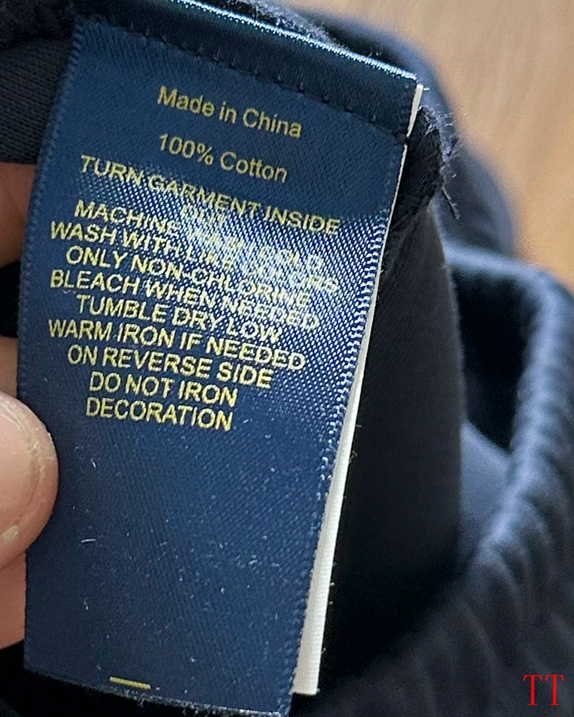 Made in China
100% Cotton
TURN GARMENT INSIDE
OUT
MACHINE WASH COLD
WASH WITH LIKE COLORS
ONLY NON-CHLORINE
BLEACH WHEN NEEDED
TUMBLE DRY LOW
WARM IRON IF NEEDED
ON REVERSE SIDE
DO NOT IRON
DECORATION
TT